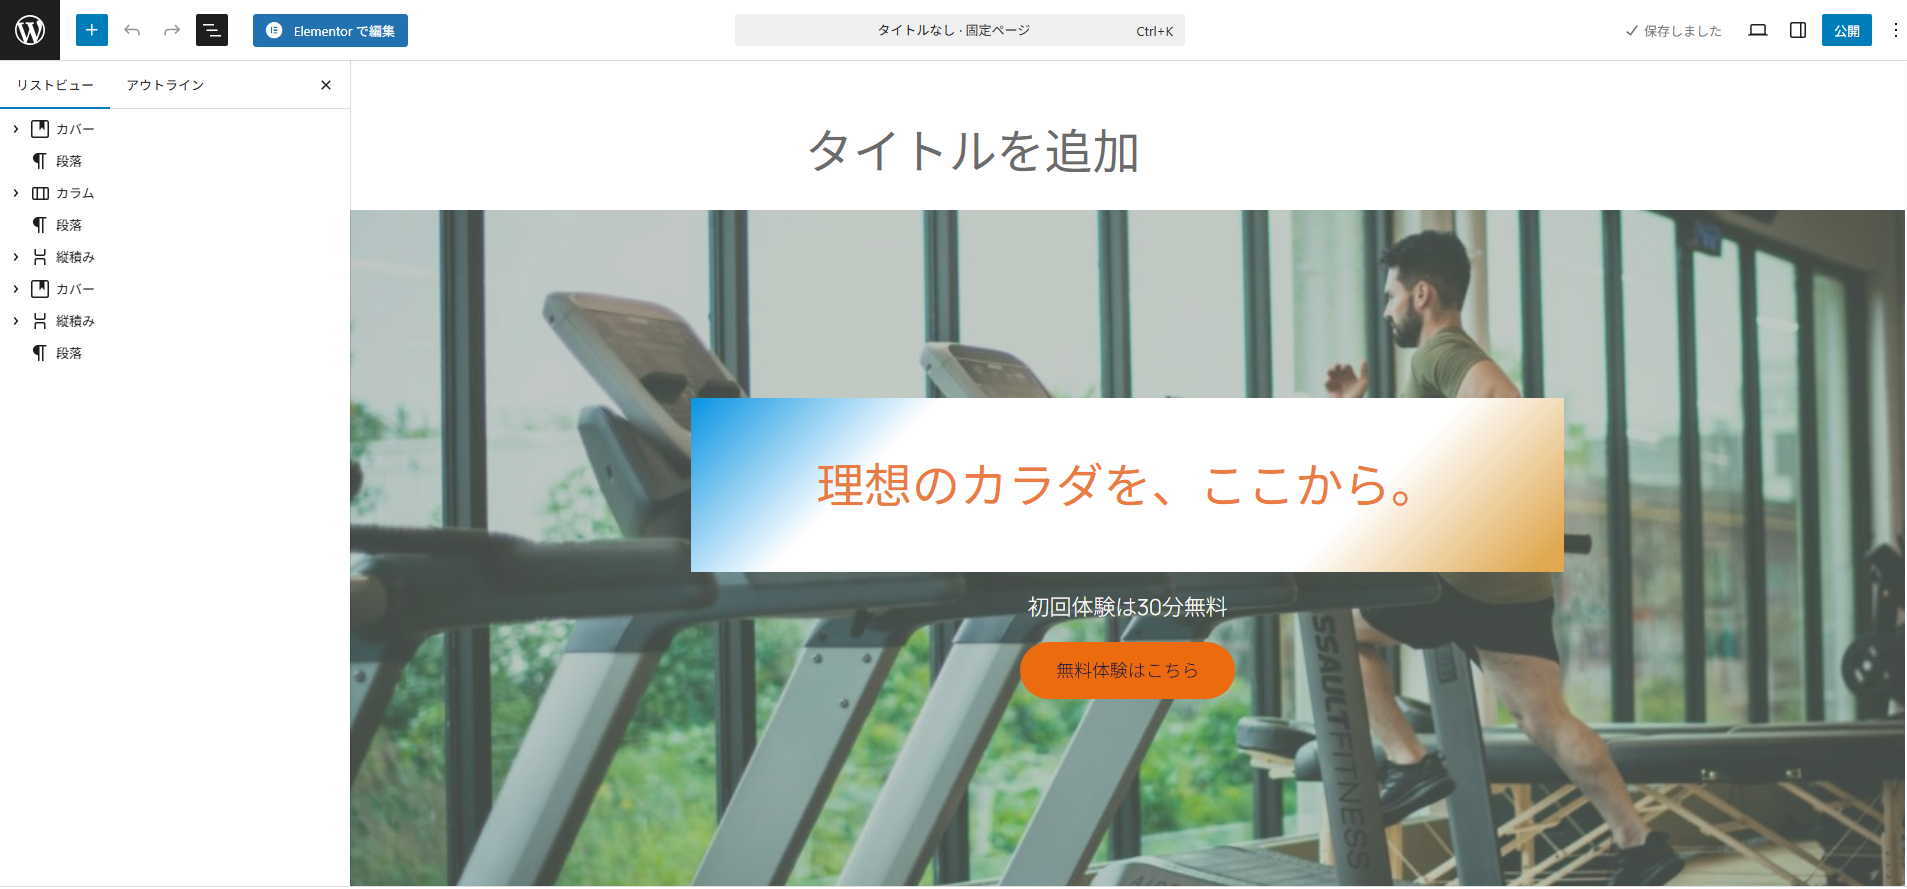 Elementor で編集
タイトルなし · 固定ページ
Ctrl+K
保存しました
公開
リストビュー
アウトライン
カバー
段落
カラム
段落
縦積み
カバー
縦積み
段落
タイトルを追加
理想のカラダを、ここから。
初回体験は30分無料
無料体験はこちら
SSAULTFITNESS